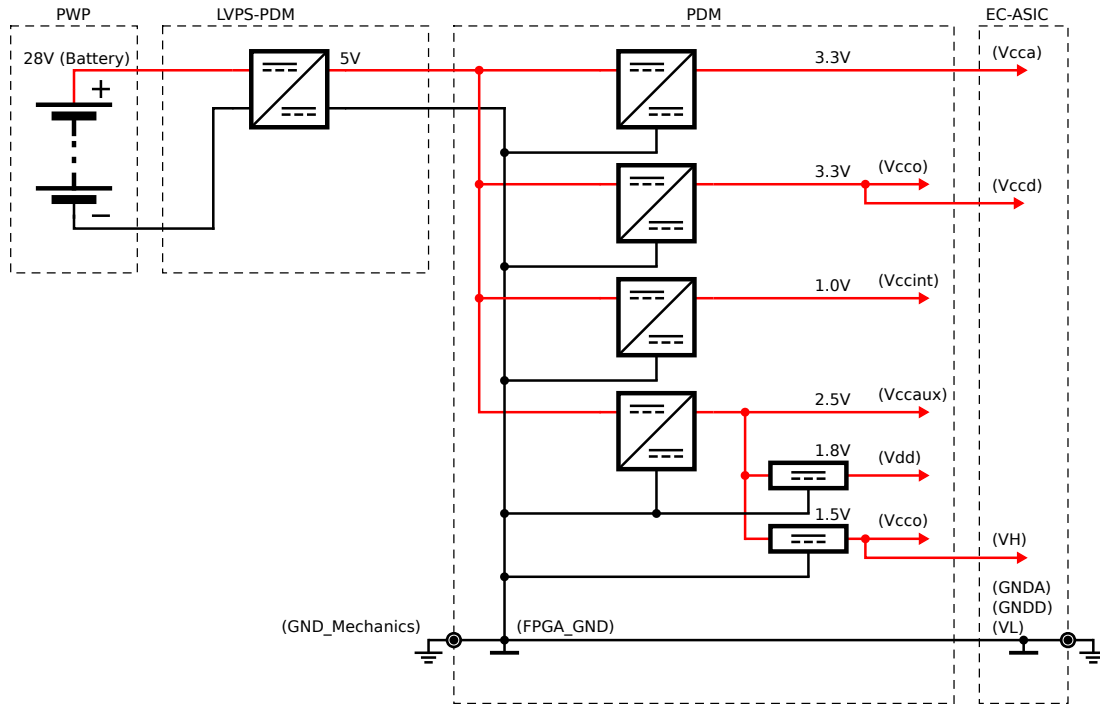 PWP
LVPS-PDM
PDM
EC-ASIC
28V (Battery)
+
−
5V
3.3V
(Vcca)
3.3V
(Vcco)
(Vccd)
1.0V
(Vccint)
2.5V
(Vccaux)
1.8V
(Vdd)
1.5V
(Vcco)
(VH)
(GNDA)
(GNDD)
(VL)
(GND_Mechanics)
(FPGA_GND)